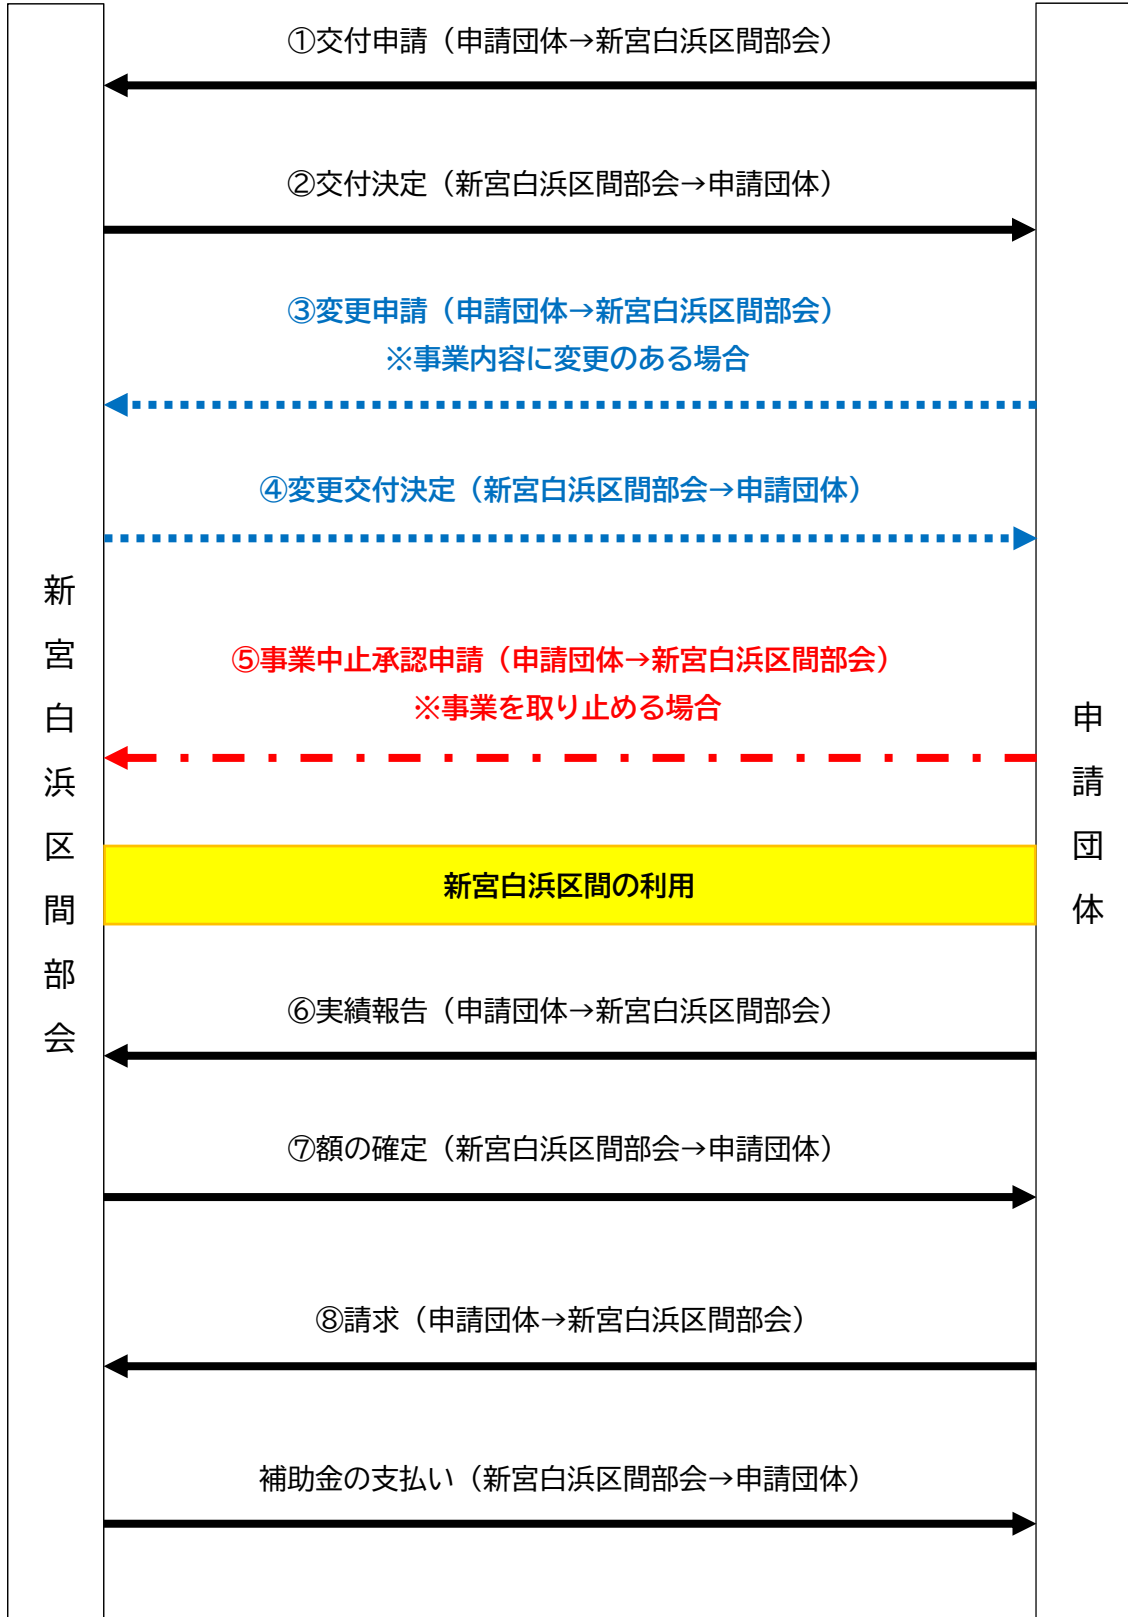 ①交付申請（申請団体→新宮白浜区間部会）
②交付決定（新宮白浜区間部会→申請団体）
③変更申請（申請団体→新宮白浜区間部会）
※事業内容に変更のある場合
④変更交付決定（新宮白浜区間部会→申請団体）
⑤事業中止承認申請（申請団体→新宮白浜区間部会）
※事業を取り止める場合
新宮白浜区間部会
申請団体
新宮白浜区間の利用
⑥実績報告（申請団体→新宮白浜区間部会）
⑦額の確定（新宮白浜区間部会→申請団体）
⑧請求（申請団体→新宮白浜区間部会）
補助金の支払い（新宮白浜区間部会→申請団体）